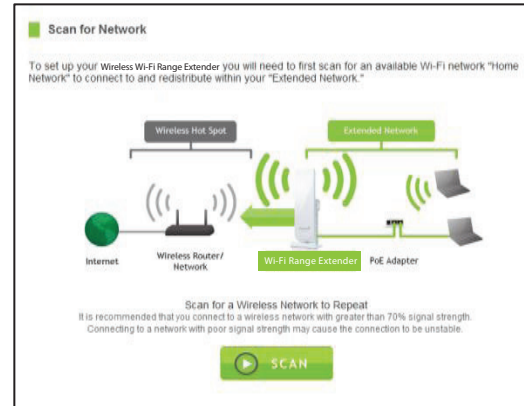 Scan for Network
To set up your Wireless Wi-Fi Range Extender you will need to first scan for an available Wi-Fi network "Home
Network" to connect to and redistribute within your "Extended Network."
Wireless Hot Spot
Extended Network
Internet
Wireless Router/
Network
Wi-Fi Range Extender
PoE Adapter
Scan for a Wireless Network to Repeat
It is recommended that you connect to a wireless network with greater than 70% signal strength.
Connecting to a network with poor signal strength may cause the connection to be unstable.
SCAN